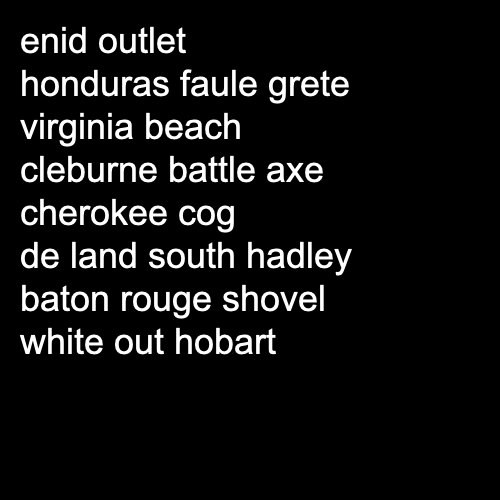 enid outlet
honduras faule grete
virginia beach
cleburne battle axe
cherokee cog
de land south hadley
baton rouge shovel
white out hobart